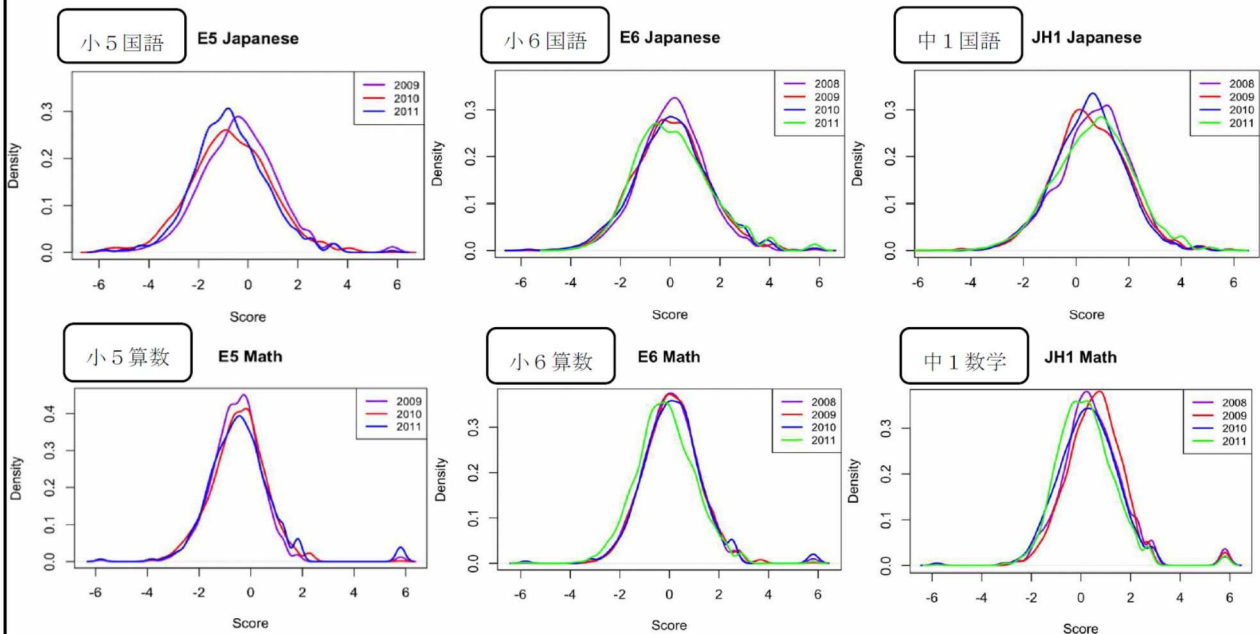 小5国語 E5 Japanese
Density
0.3
0.2
0.1
0.0
-6 -4 -2 0 2 4 6
Score
2009
2010
2011
小6国語 E6 Japanese
Density
0.3
0.2
0.1
0.0
-6 -4 -2 0 2 4 6
Score
2008
2009
2010
2011
中1国語 JH1 Japanese
Density
0.3
0.2
0.1
0.0
-6 -4 -2 0 2 4 6
Score
2008
2009
2010
2011
小5算数 E5 Math
Density
0.4
0.3
0.2
0.1
0.0
-6 -4 -2 0 2 4 6
Score
2009
2010
2011
小6算数 E6 Math
Density
0.3
0.2
0.1
0.0
-6 -4 -2 0 2 4 6
Score
2008
2009
2010
2011
中1数学 JH1 Math
Density
0.3
0.2
0.1
0.0
-6 -4 -2 0 2 4 6
Score
2008
2009
2010
2011